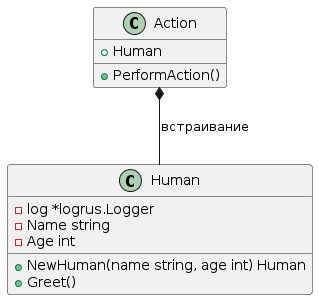 C Action
Human
PerformAction()
встраивание
C Human
log *logrus.Logger
Name string
Age int
NewHuman(name string, age int) Human
Greet()